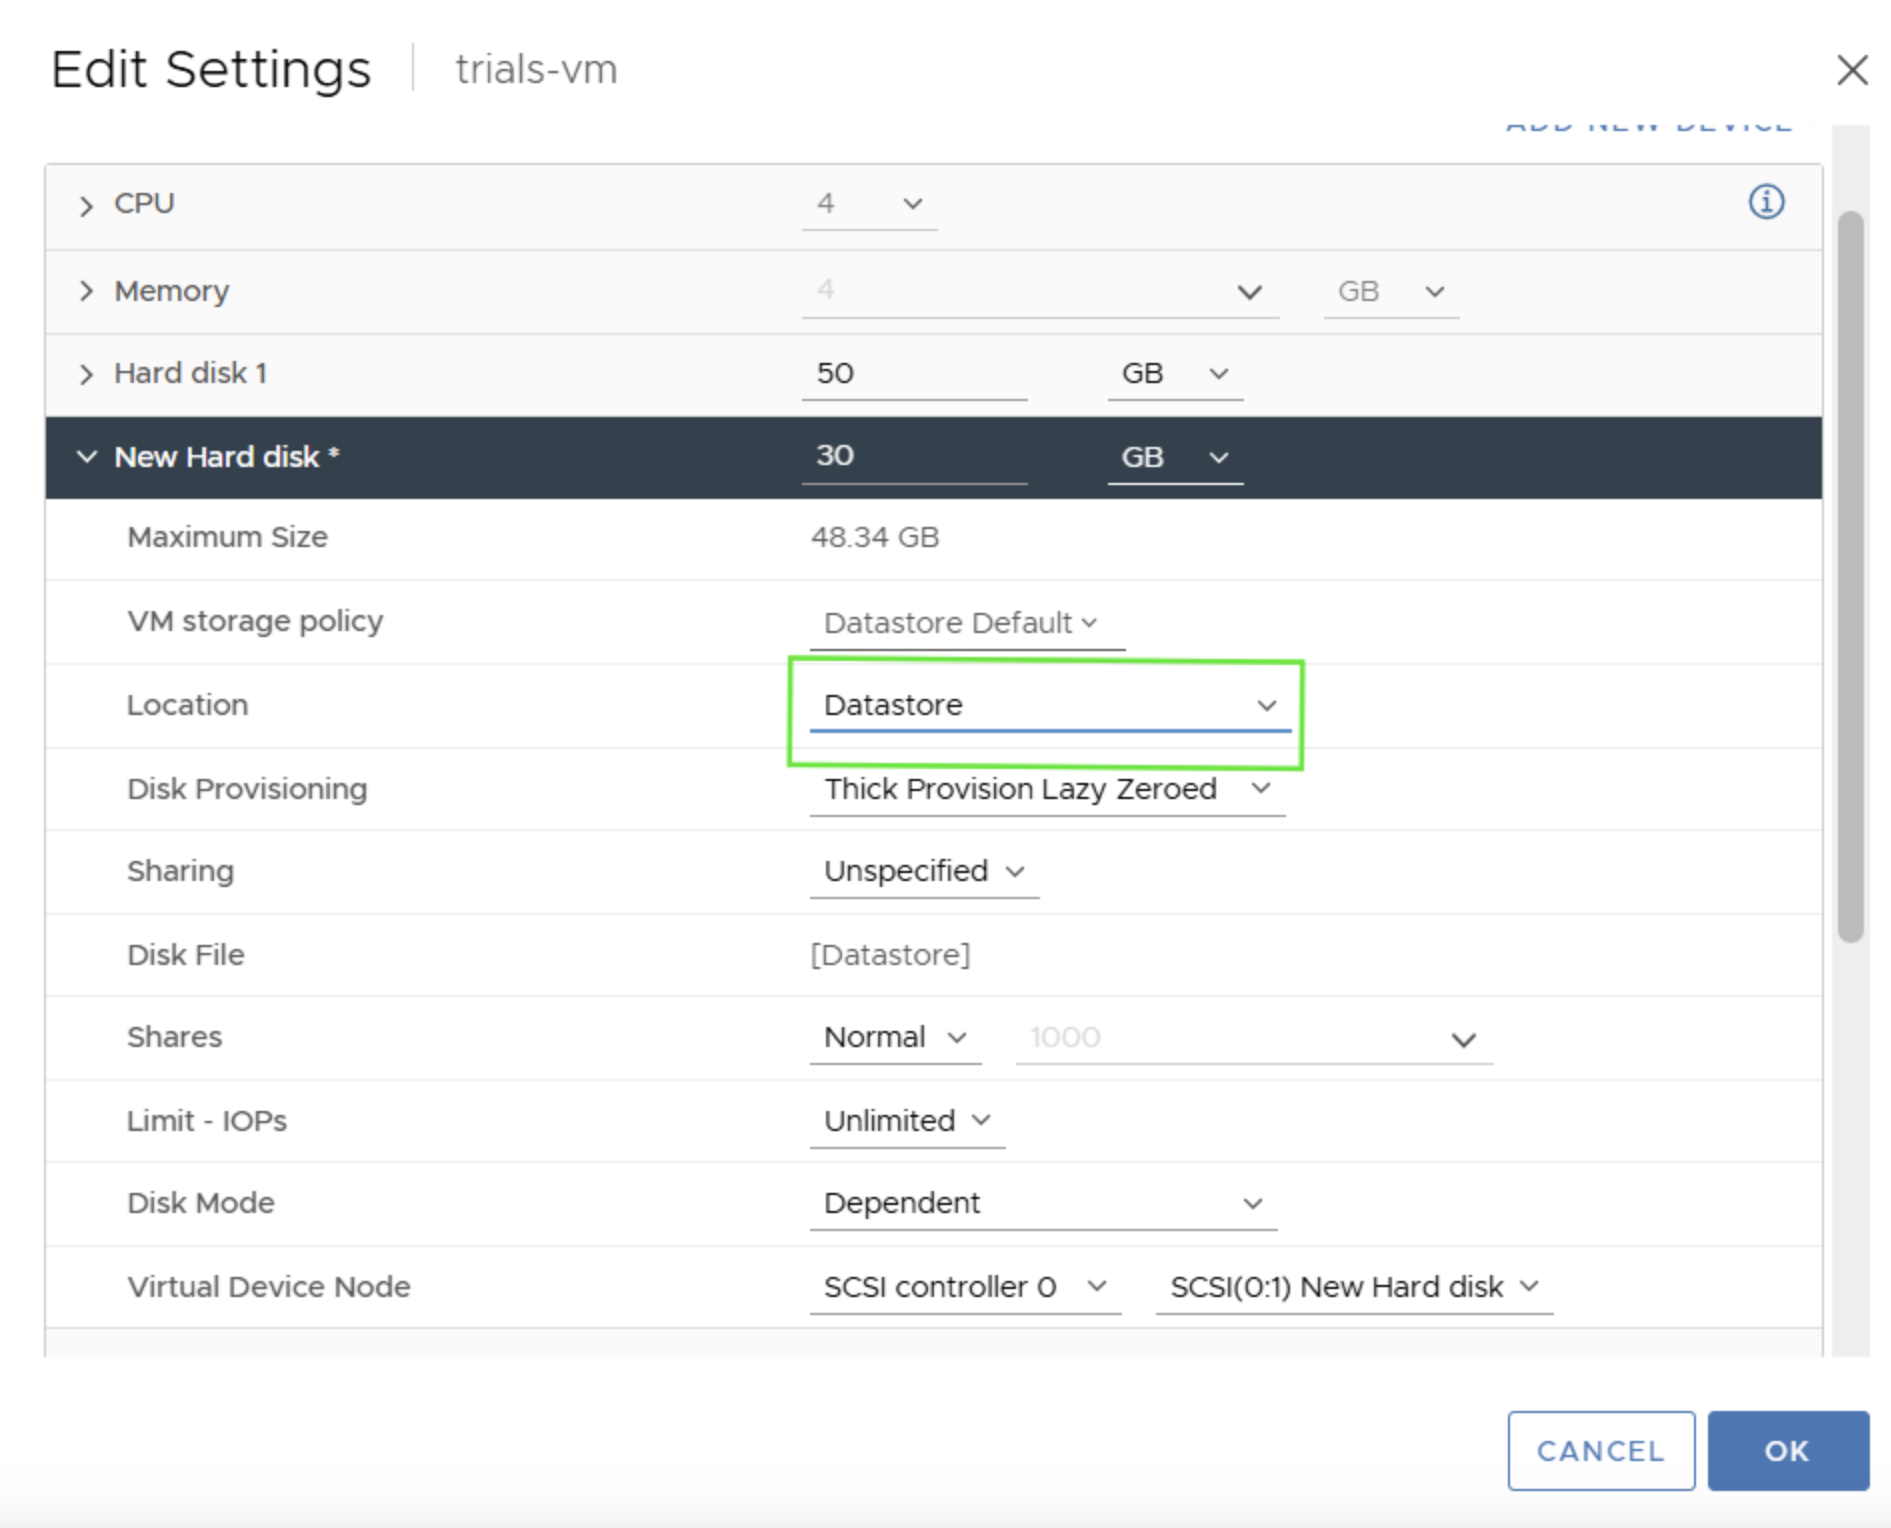 Edit Settings trials-vm
ADD NEW DEVICE
CPU 4
Memory 4 GB
Hard disk 1 50 GB
New Hard disk * 30 GB
Maximum Size 48.34 GB
VM storage policy Datastore Default
Location Datastore
Disk Provisioning Thick Provision Lazy Zeroed
Sharing Unspecified
Disk File [Datastore]
Shares Normal 1000
Limit - IOPs Unlimited
Disk Mode Dependent
Virtual Device Node SCSI controller 0 SCSI(0:1) New Hard disk
CANCEL OK